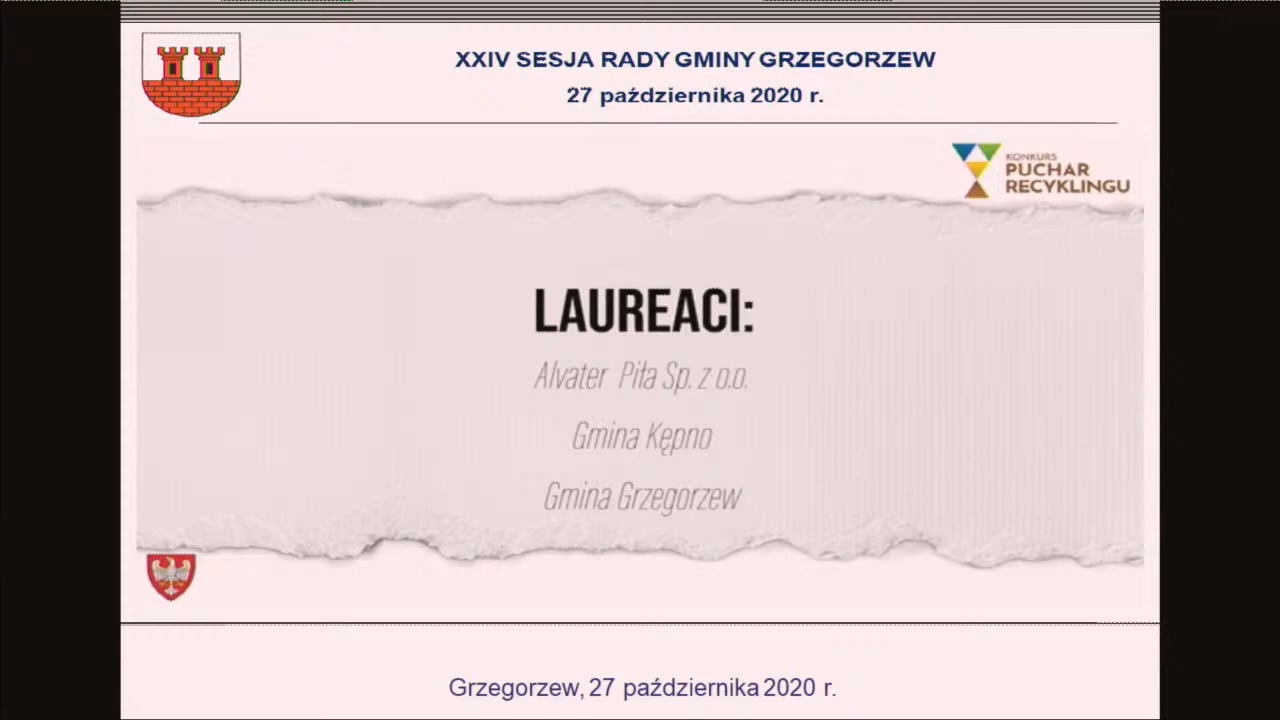 XXIV SESJA RADY GMINY GRZEGORZEW
27 października 2020 r.
KONKURS
PUCHAR
RECYKLINGU
LAUREACI:
Alvater Piła Sp. z o.o.
Gmina Kępno
Gmina Grzegorzew
Grzegorzew, 27 października 2020 r.